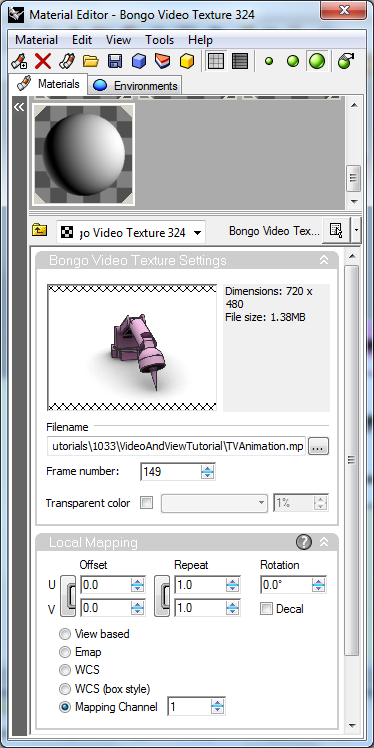 Material Editor - Bongo Video Texture 324
Material Edit View Tools Help
Materials Environments
go Video Texture 324 Bongo Video Tex...
Bongo Video Texture Settings
Dimensions: 720 x
480
File size: 1.38MB
Filename
utorials\1033\VideoAndViewTutorial\TVAnimation.mp
Frame number: 149
Transparent color 1%
Local Mapping
Offset Repeat Rotation
U 0.0 1.0 0.0°
V 0.0 1.0 Decal
View based
Emap
WCS
WCS (box style)
Mapping Channel 1